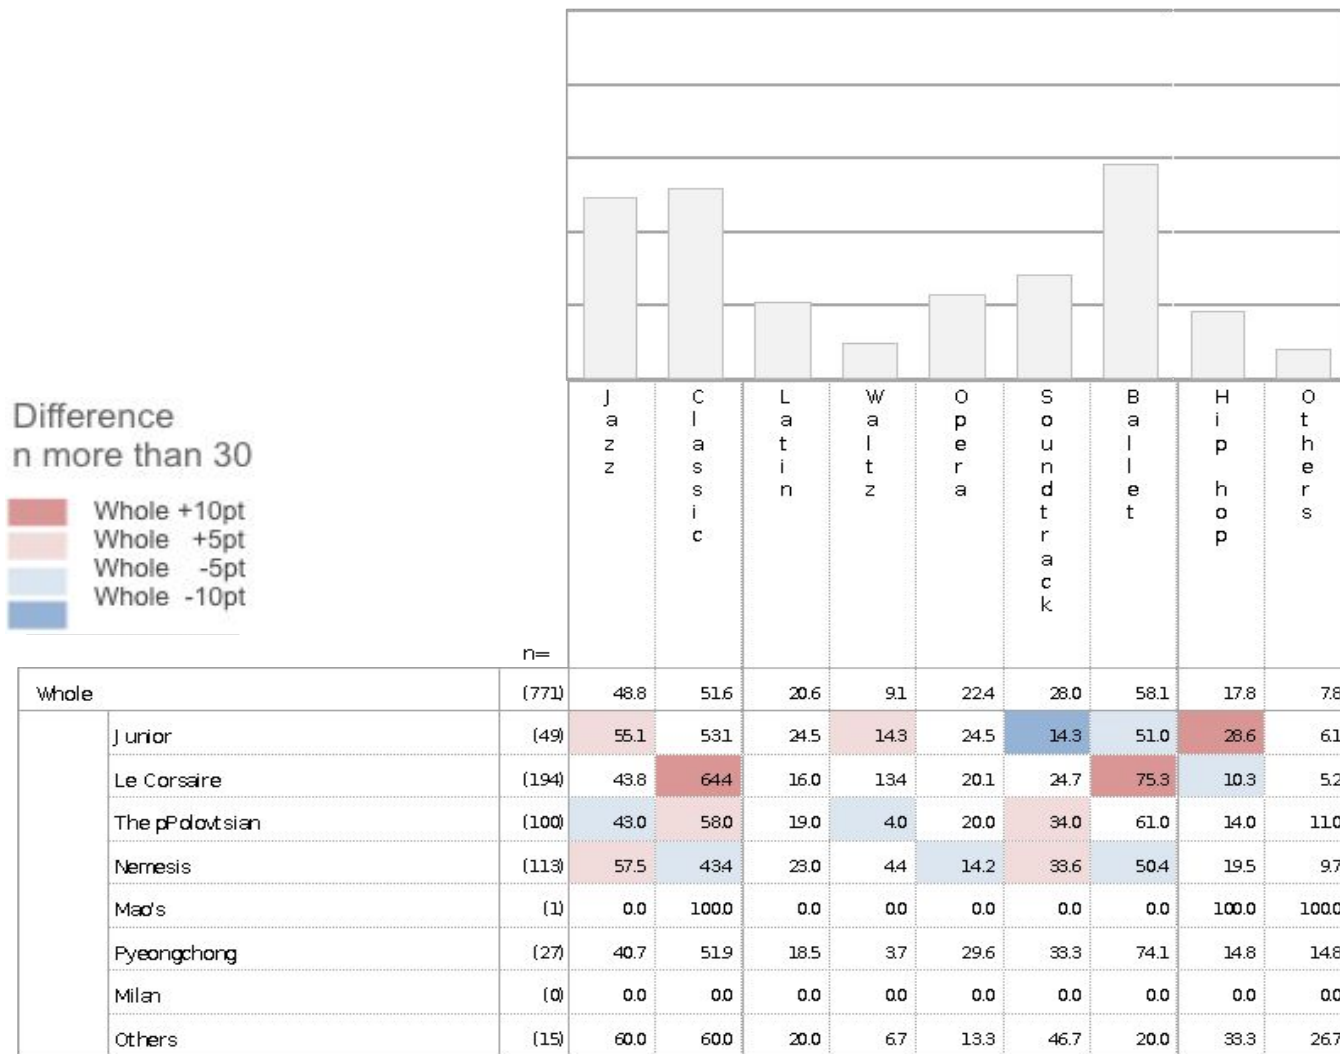 Jazz
Classic
Latin
Waltz
Opera
Soundtrack
Ballet
Hip hop
Others
Difference
n more than 30
Whole +10pt
Whole +5pt
Whole -5pt
Whole -10pt
n=
Whole (771) 48.8 51.6 20.6 9.1 22.4 28.0 58.1 17.8 7.8
Junior (49) 55.1 53.1 24.5 14.3 24.5 14.3 51.0 28.6 6.1
Le Corsaire (194) 43.8 64.4 16.0 13.4 20.1 24.7 75.3 10.3 5.2
The pPolovtsian (100) 43.0 58.0 19.0 4.0 20.0 34.0 61.0 14.0 11.0
Nemesis (113) 57.5 43.4 23.0 4.4 14.2 33.6 50.4 19.5 9.7
Mao's (1) 0.0 100.0 0.0 0.0 0.0 0.0 0.0 100.0 100.0
Pyeongchong (27) 40.7 51.9 18.5 3.7 29.6 33.3 74.1 14.8 14.8
Milan (0) 0.0 0.0 0.0 0.0 0.0 0.0 0.0 0.0 0.0
Others (15) 60.0 60.0 20.0 6.7 13.3 46.7 20.0 33.3 26.7